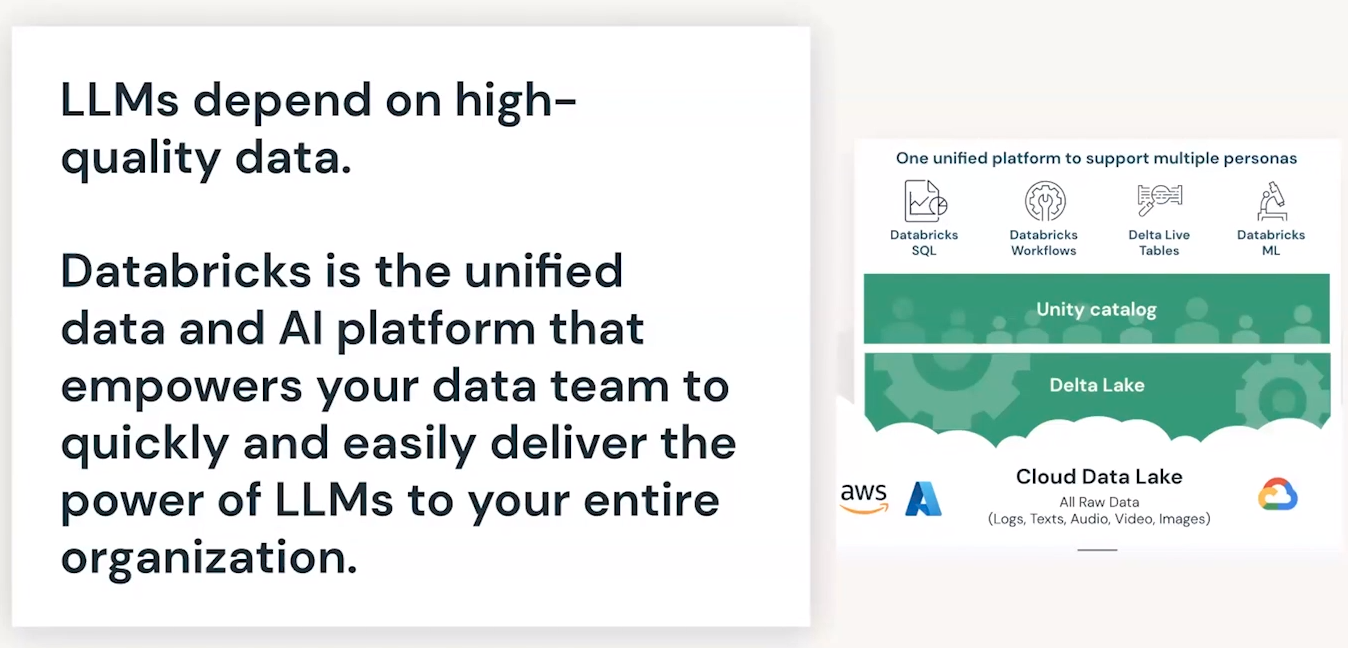 LLMs depend on high-
quality data.
Databricks is the unified
data and AI platform that
empowers your data team to
quickly and easily deliver the
power of LLMs to your entire
organization.
One unified platform to support multiple personas
Databricks
SQL
Databricks
Workflows
Delta Live
Tables
Databricks
ML
Unity catalog
Delta Lake
aws
Cloud Data Lake
All Raw Data
(Logs, Texts, Audio, Video, Images)